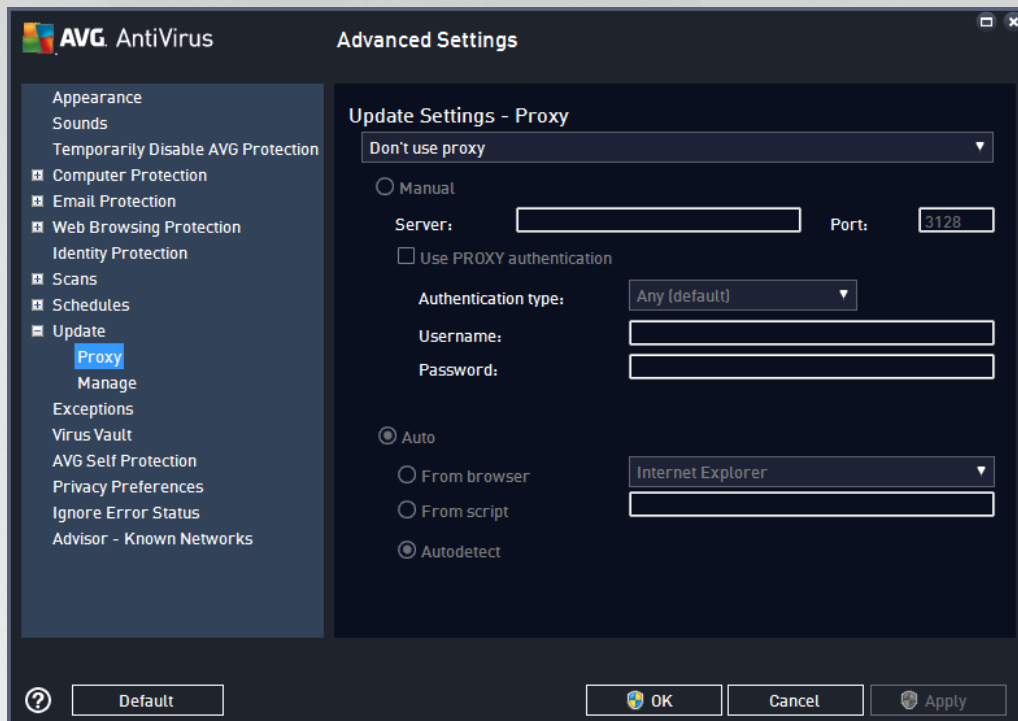 AVG. AntiVirus
Advanced Settings
Appearance
Sounds
Temporarily Disable AVG Protection
Computer Protection
Email Protection
Web Browsing Protection
Identity Protection
Scans
Schedules
Update
Proxy
Manage
Exceptions
Virus Vault
AVG Self Protection
Privacy Preferences
Ignore Error Status
Advisor - Known Networks
Update Settings - Proxy
Don't use proxy
Manual
Server: Port: 3128
Use PROXY authentication
Authentication type: Any (default)
Username:
Password:
Auto
From browser Internet Explorer
From script
Autodetect
? Default OK Cancel Apply